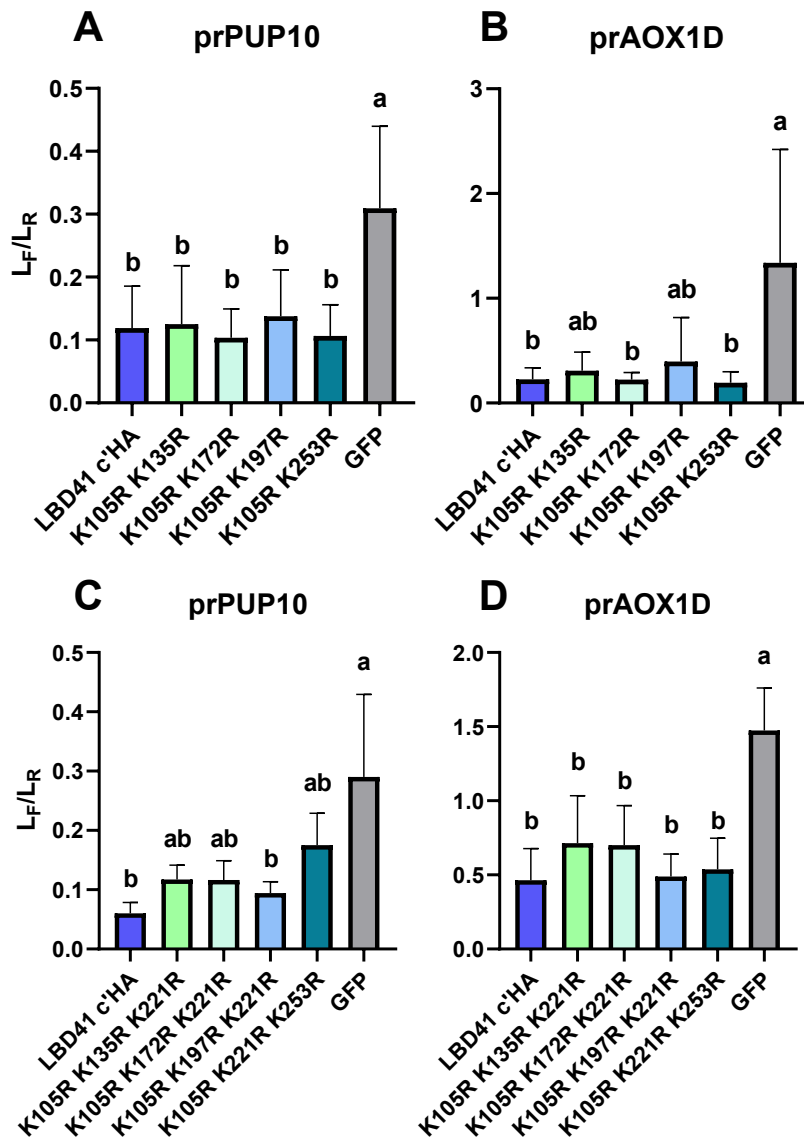 A
prPUP10
0.5
0.4
0.3
0.2
0.1
0.0
LF/LR
b
b
b
b
b
a
LBD41 c'HA
K105R K135R
K105R K172R
K105R K197R
K105R K253R
GFP
B
prAOX1D
3
2
1
0
b
ab
b
ab
b
a
LBD41 c'HA
K105R K135R
K105R K172R
K105R K197R
K105R K253R
GFP
C
prPUP10
0.5
0.4
0.3
0.2
0.1
0.0
LF/LR
b
ab
ab
b
ab
a
LBD41 c'HA
K105R K135R K221R
K105R K172R K221R
K105R K197R K221R
K105R K221R K253R
GFP
D
prAOX1D
2.0
1.5
1.0
0.5
0.0
b
b
b
b
b
a
LBD41 c'HA
K105R K135R K221R
K105R K172R K221R
K105R K197R K221R
K105R K221R K253R
GFP